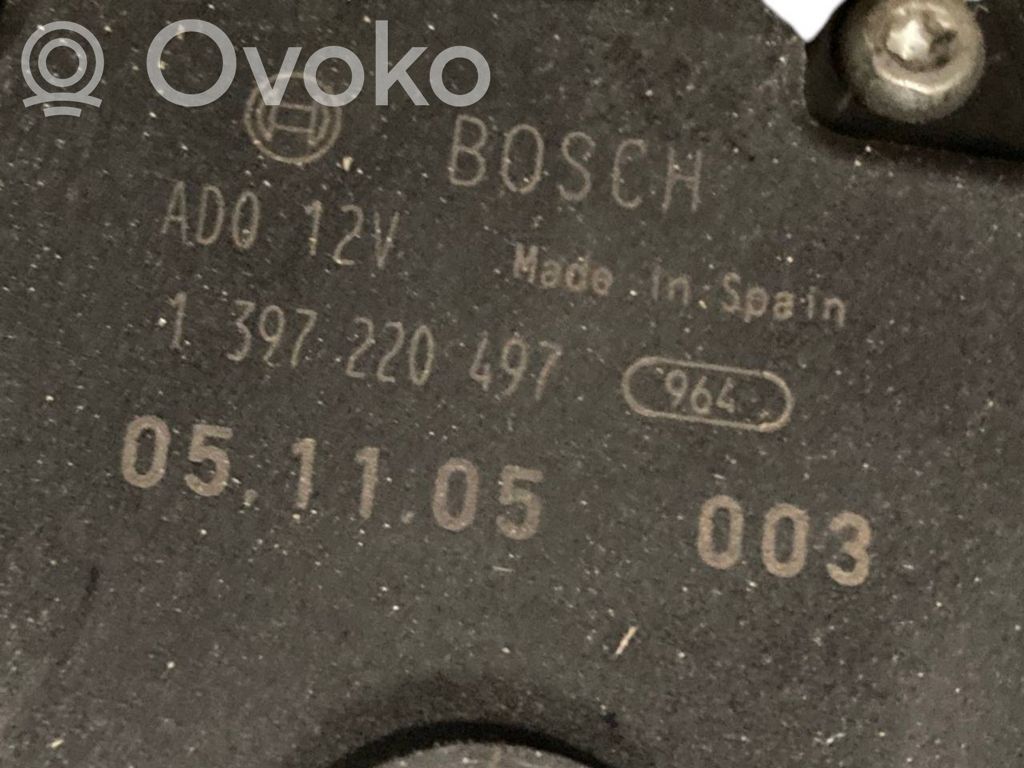 Ovoko
BOSCH
AD0 12V
Made in Spain
1 397 220 497
964
05.11.05 003